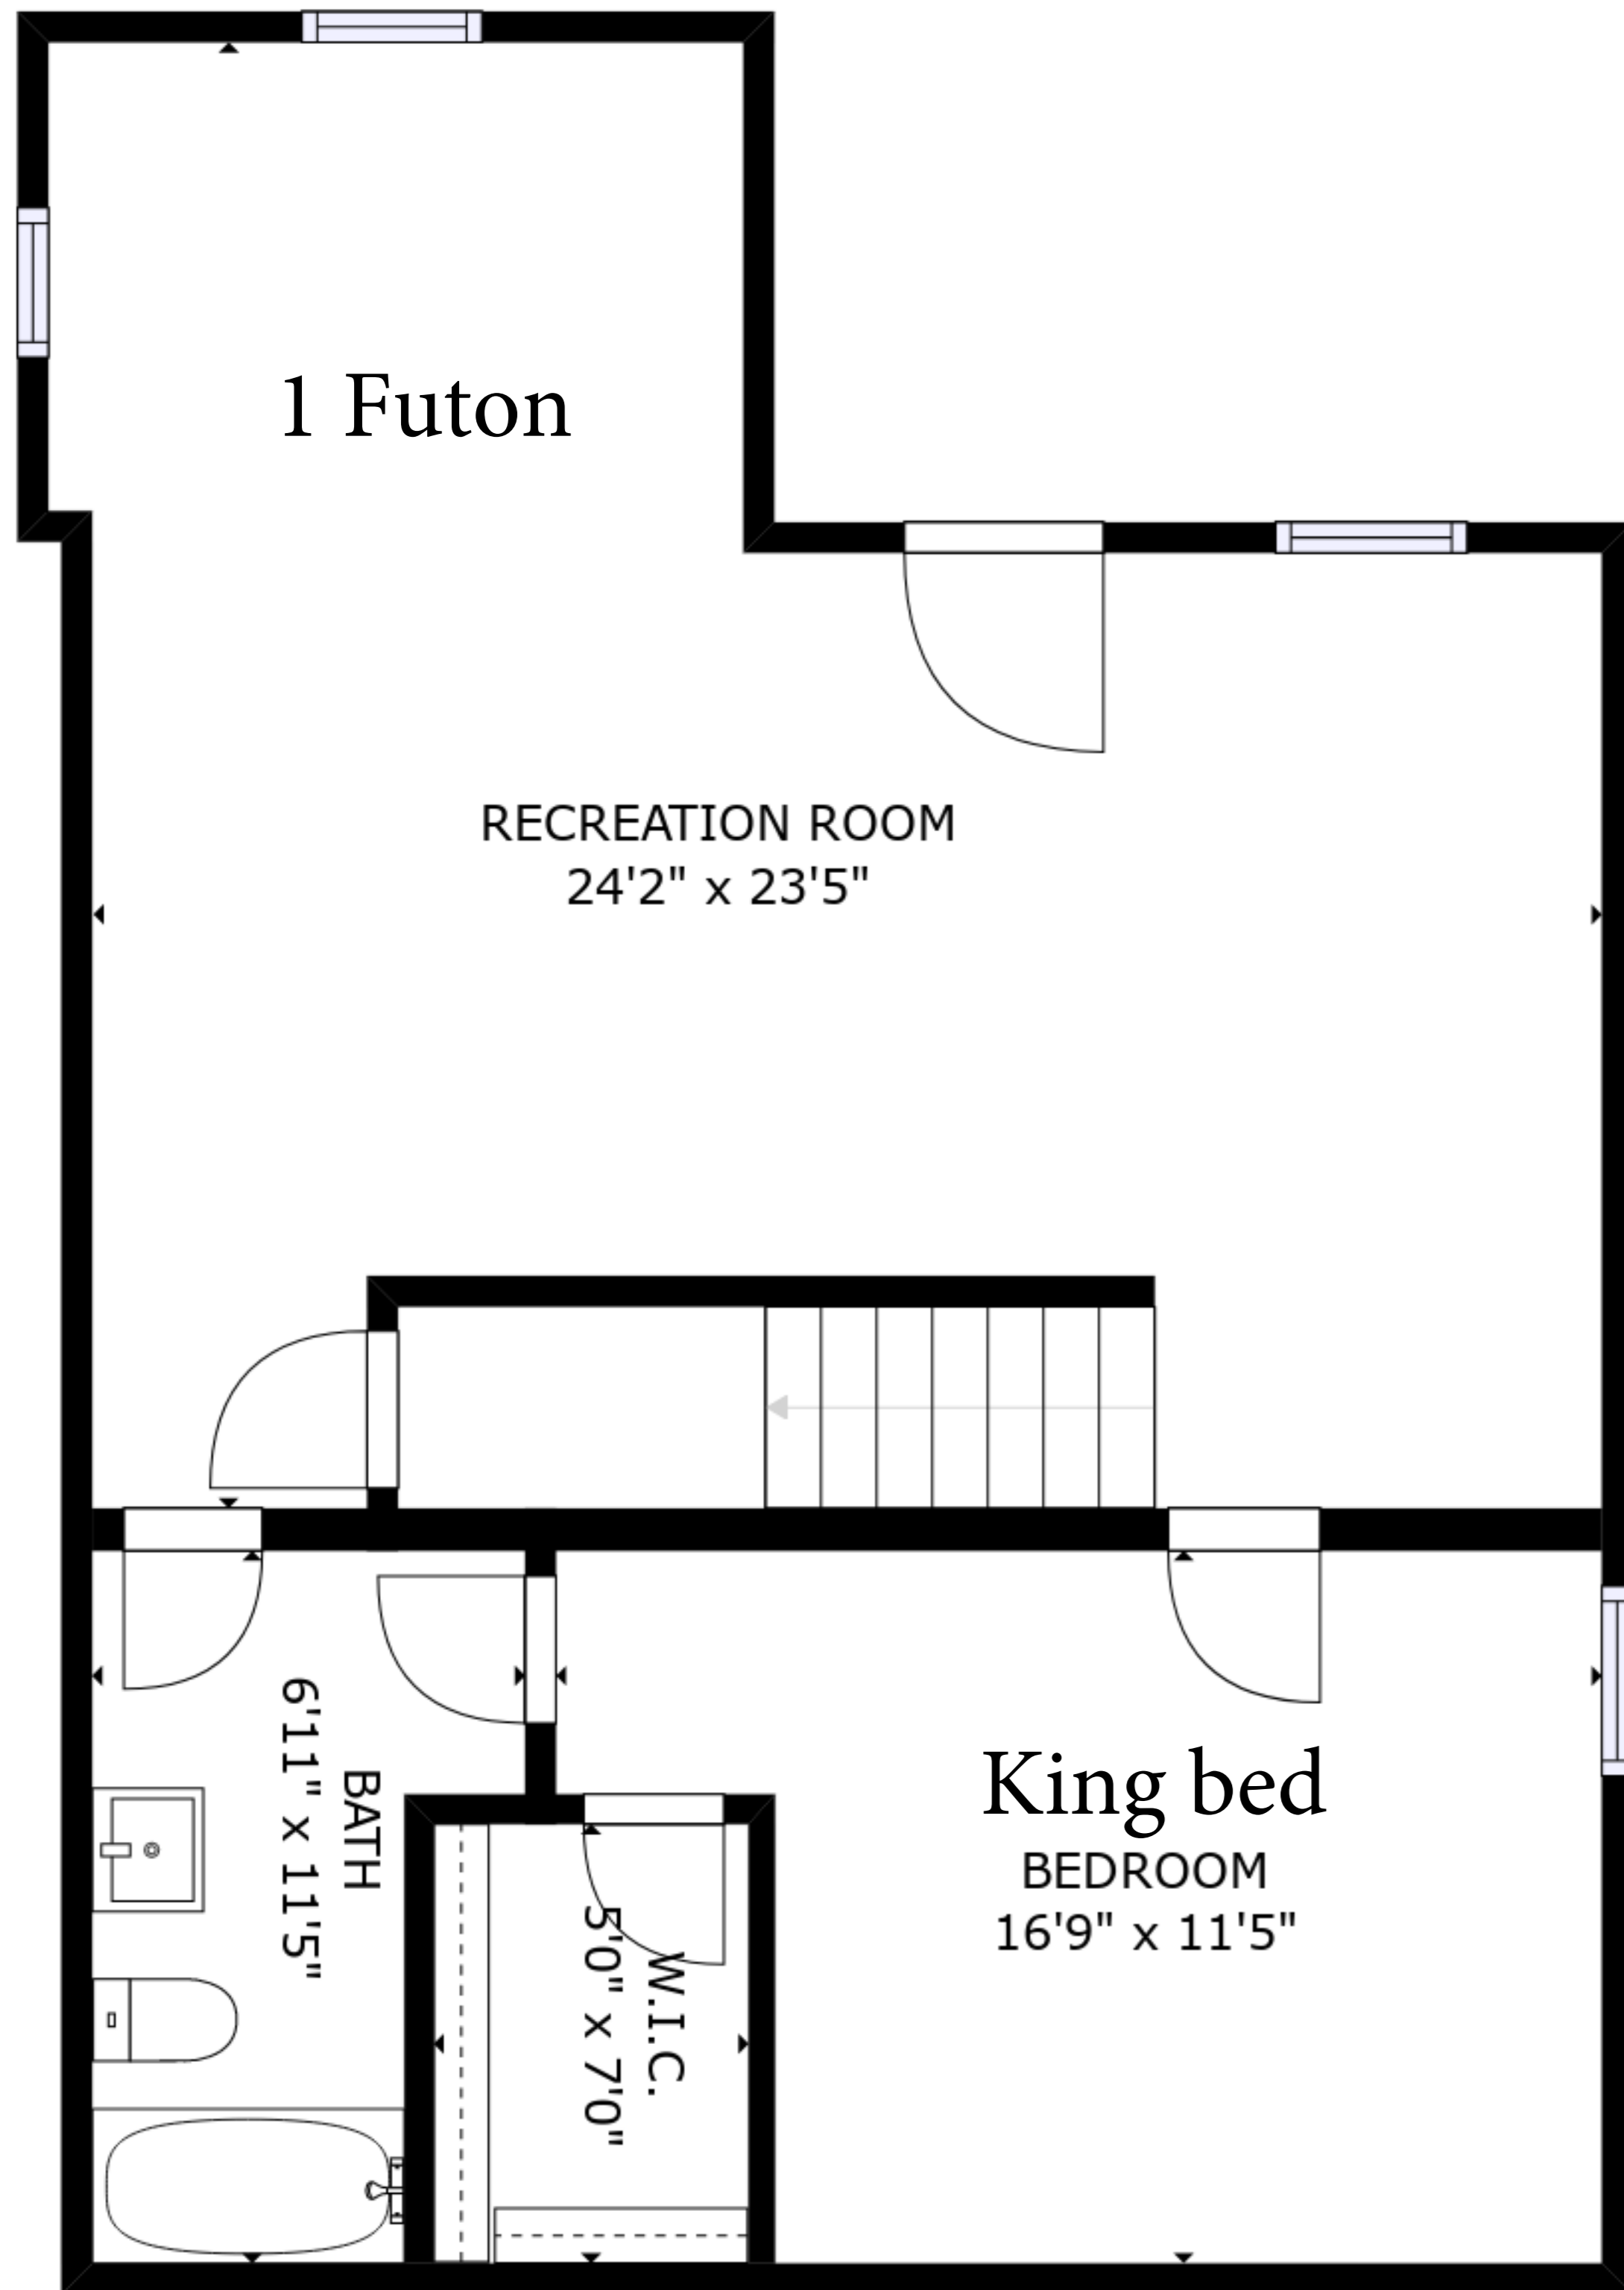 1 Futon
RECREATION ROOM
24'2" x 23'5"
King bed
BEDROOM
16'9" x 11'5"
BATH
6'11" x 11'5"
W.I.C.
5'0" x 7'0"